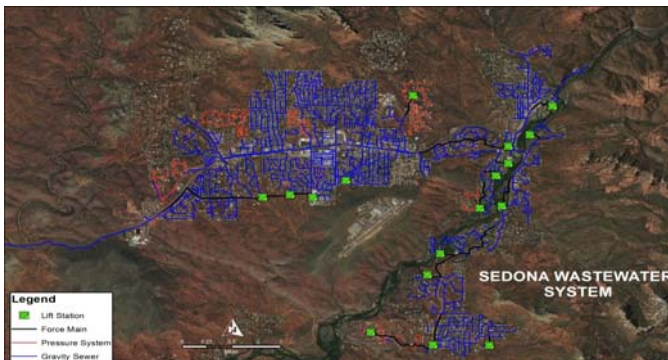 SEDONA WASTEWATER
SYSTEM
Legend
Lift Station
Force Main
Pressure System
Gravity Sewer